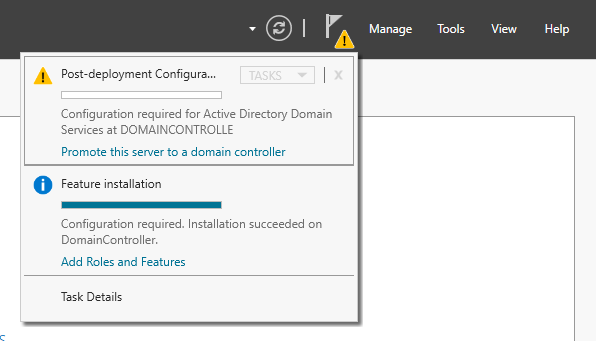 Manage Tools View Help
Post-deployment Configura... TASKS x
Configuration required for Active Directory Domain
Services at DOMAINCONTROLLE
Promote this server to a domain controller
Feature installation
Configuration required. Installation succeeded on
DomainController.
Add Roles and Features
Task Details